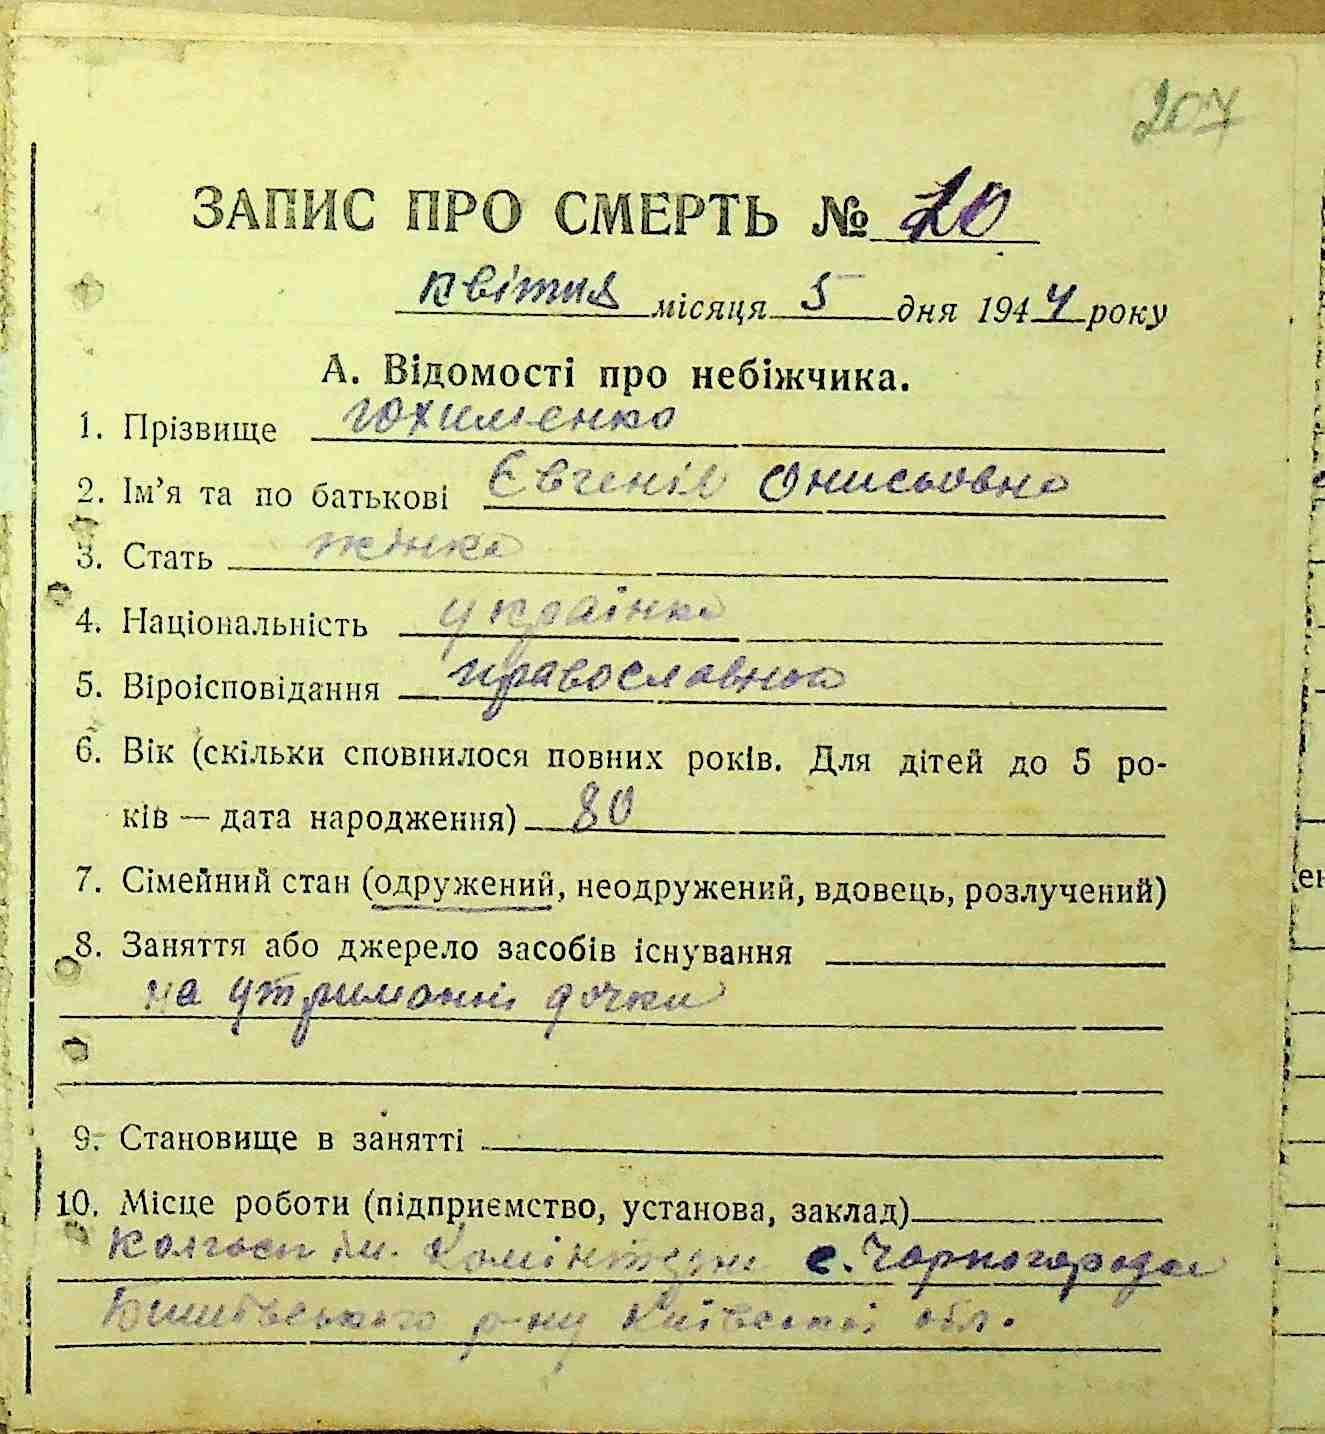 207
ЗАПИС ПРО СМЕРТЬ № 20
квітня місяця 5 дня 1944 року
А. Відомості про небіжчика.
1. Прізвище Юхименко
2. Ім’я та по батькові Євгенія Онисьовна
3. Стать жінка
4. Національність українка
5. Віроісповідання православна
6. Вік (скільки сповнилося повних років. Для дітей до 5 ро-
ків — дата народження) 80
7. Сімейний стан (одружений, неодружений, вдовець, розлучений)
8. Заняття або джерело засобів існування
на утриманні дочки
9. Становище в занятті
10. Місце роботи (підприємство, установа, заклад)
Колгосп ім. Комінтерну с. Чорногородка
Бишівського р-ну Київської обл.